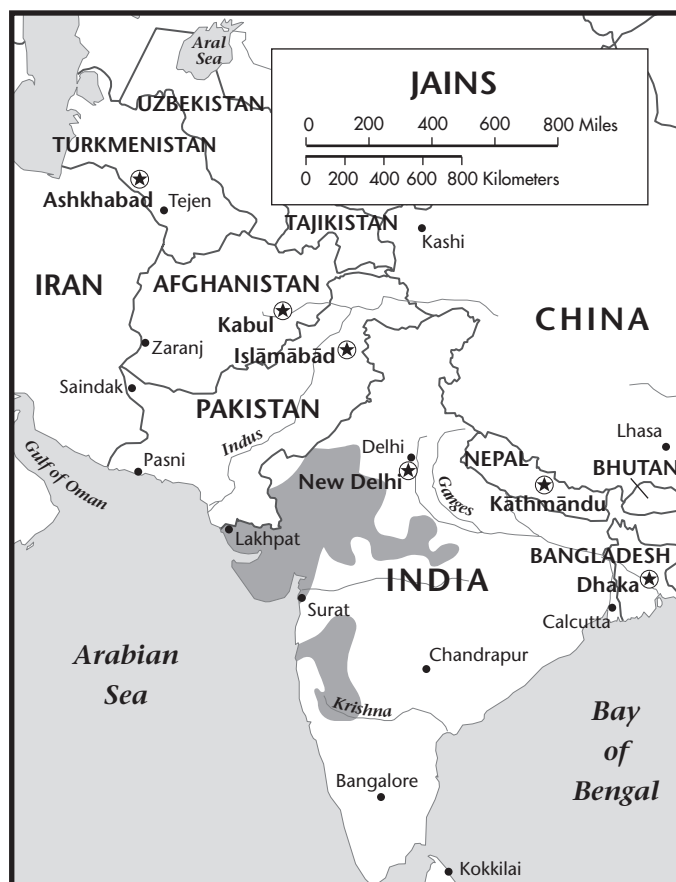 Aral
Sea
JAINS
0 200 400 600 800 Miles
0 200 400 600 800 Kilometers
UZBEKISTAN
TURKMENISTAN
Ashkhabad
Tejen
TAJIKISTAN
Kashi
IRAN
AFGHANISTAN
Kabul
CHINA
Zaranj
Islāmābād
Saindak
PAKISTAN
Indus
Gulf of Oman
Pasni
Delhi
New Delhi
Ganges
NEPAL
Kāthmāndu
Lhasa
BHUTAN
Lakhpat
BANGLADESH
INDIA
Dhaka
Surat
Calcutta
Arabian
Sea
Chandrapur
Krishna
Bay
of
Bengal
Bangalore
Kokkilai